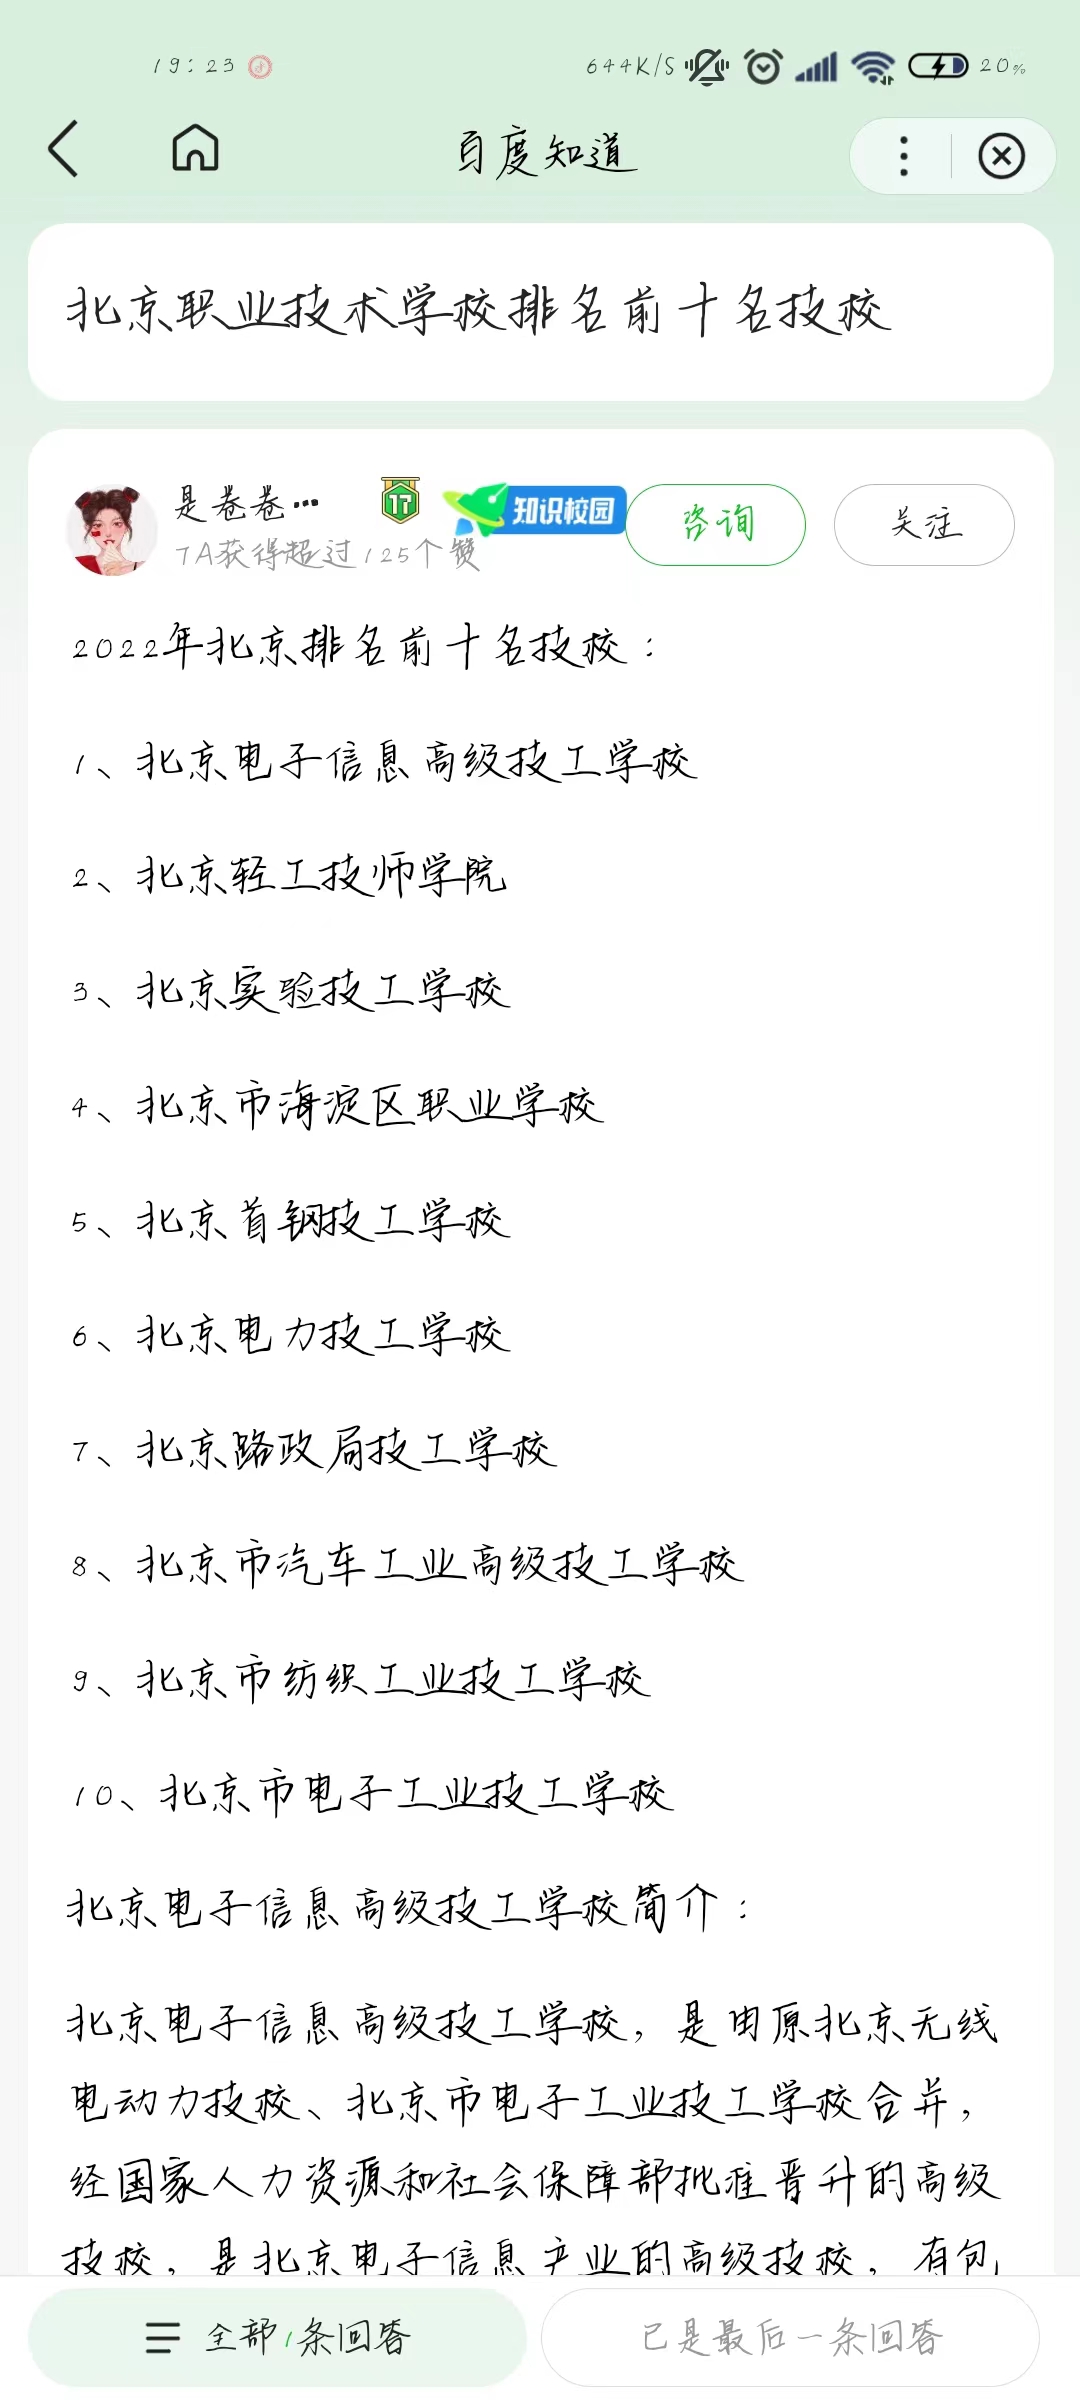 19:23
644K/S
20%
百度知道
北京职业技术学校排名前十名技校
是卷卷…
17
知识校园
咨询
关注
TA获得超过125个赞
2022年北京排名前十名技校：
1、北京电子信息高级技工学校
2、北京轻工技师学院
3、北京实验技工学校
4、北京市海淀区职业学校
5、北京首钢技工学校
6、北京电力技工学校
7、北京路政局技工学校
8、北京市汽车工业高级技工学校
9、北京市纺织工业技工学校
10、北京市电子工业技工学校
北京电子信息高级技工学校简介：
北京电子信息高级技工学校，是由原北京无线
电动力技校、北京市电子工业技工学校合并，
经国家人力资源和社会保障部批准晋升的高级
技校，是北京电子信息产业的高级技校，有包
全部1条回答
已是最后一条回答